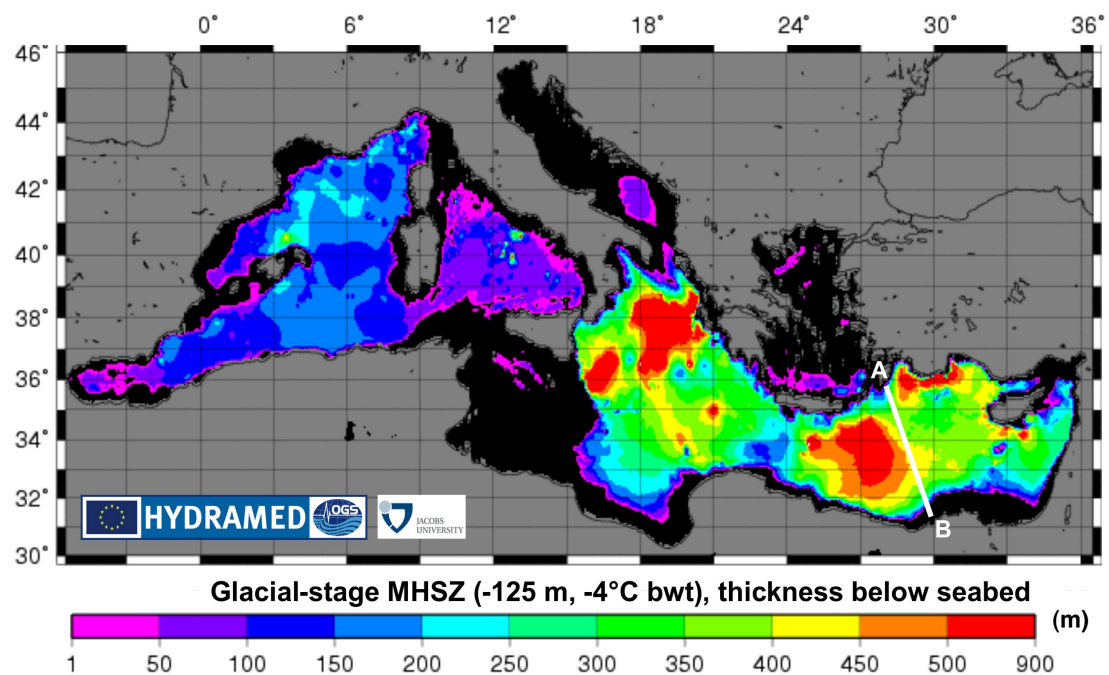 0° 6° 12° 18° 24° 30° 36°
46°
44°
42°
40°
38°
36°
34°
32°
30°
A
B
HYDRAMED
OGS
JACOBS
UNIVERSITY
Glacial-stage MHSZ (-125 m, -4°C bwt), thickness below seabed
(m)
1 50 100 150 200 250 300 350 400 450 500 900